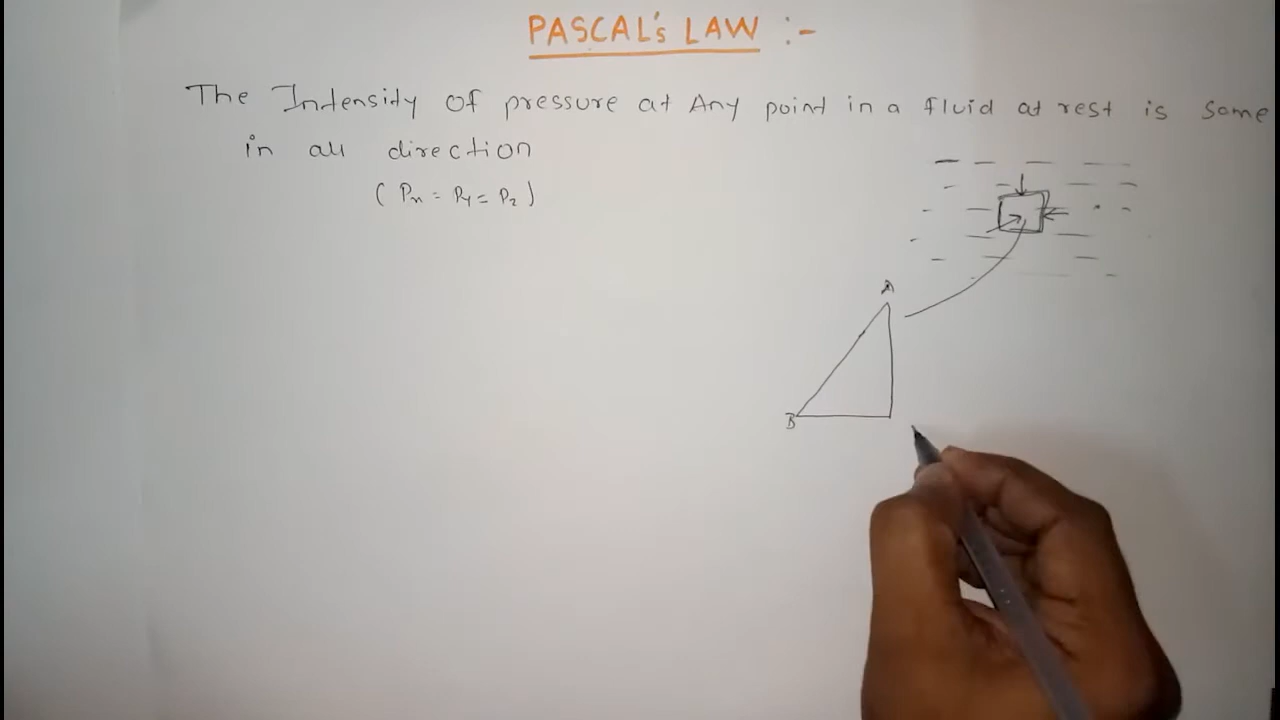 PASCAL's LAW :-
The Intensity of pressure at Any point in a fluid at rest is same
in all direction
(Px = Py = Pz)
A
B